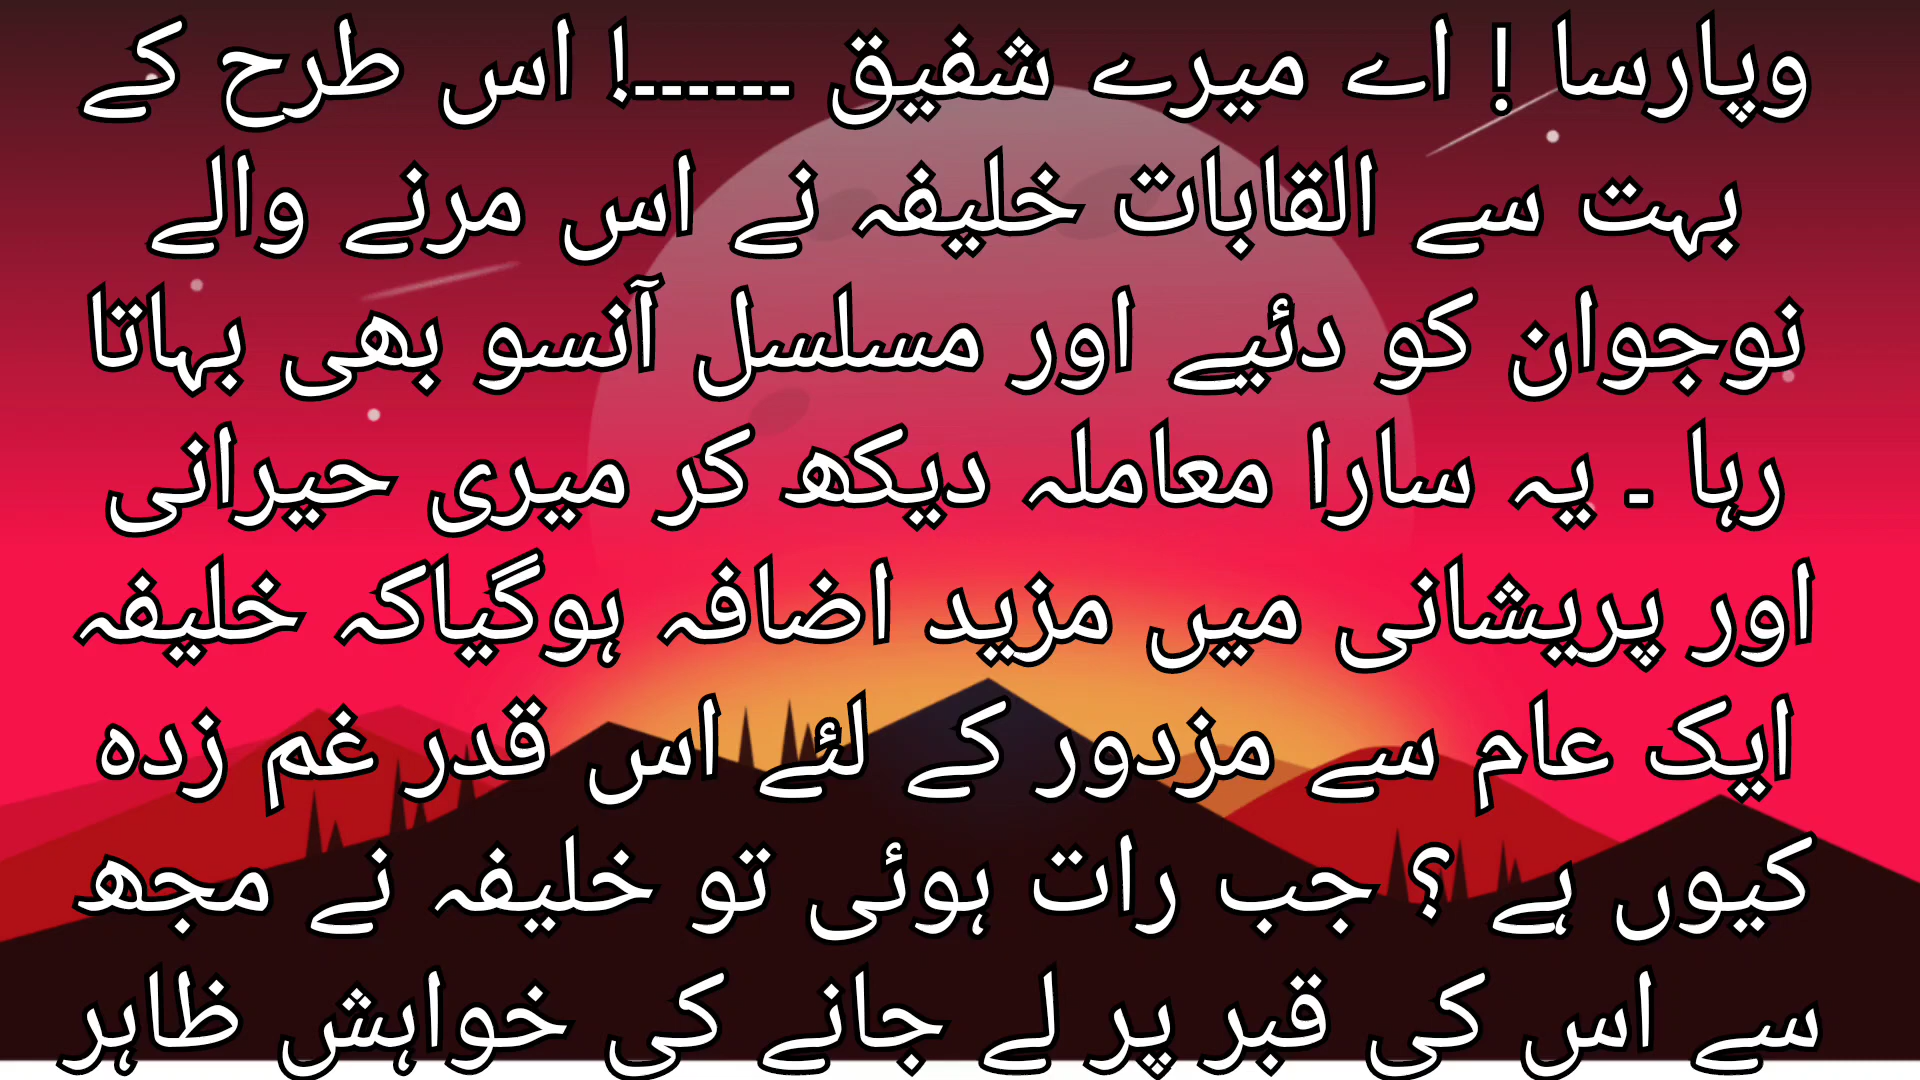 وپارسا ! اے میرے شفیق ------! اس طرح کے
بہت سے القابات خلیفہ نے اس مرنے والے
نوجوان کو دئیے اور مسلسل آنسو بھی بہاتا
رہا ۔ یہ سارا معاملہ دیکھ کر میری حیرانی
اور پریشانی میں مزید اضافہ ہوگیاکہ خلیفہ
ایک عام سے مزدور کے لئے اس قدر غم زدہ
کیوں ہے ؟ جب رات ہوئی تو خلیفہ نے مجھ
سے اس کی قبر پر لے جانے کی خواہش ظاہر